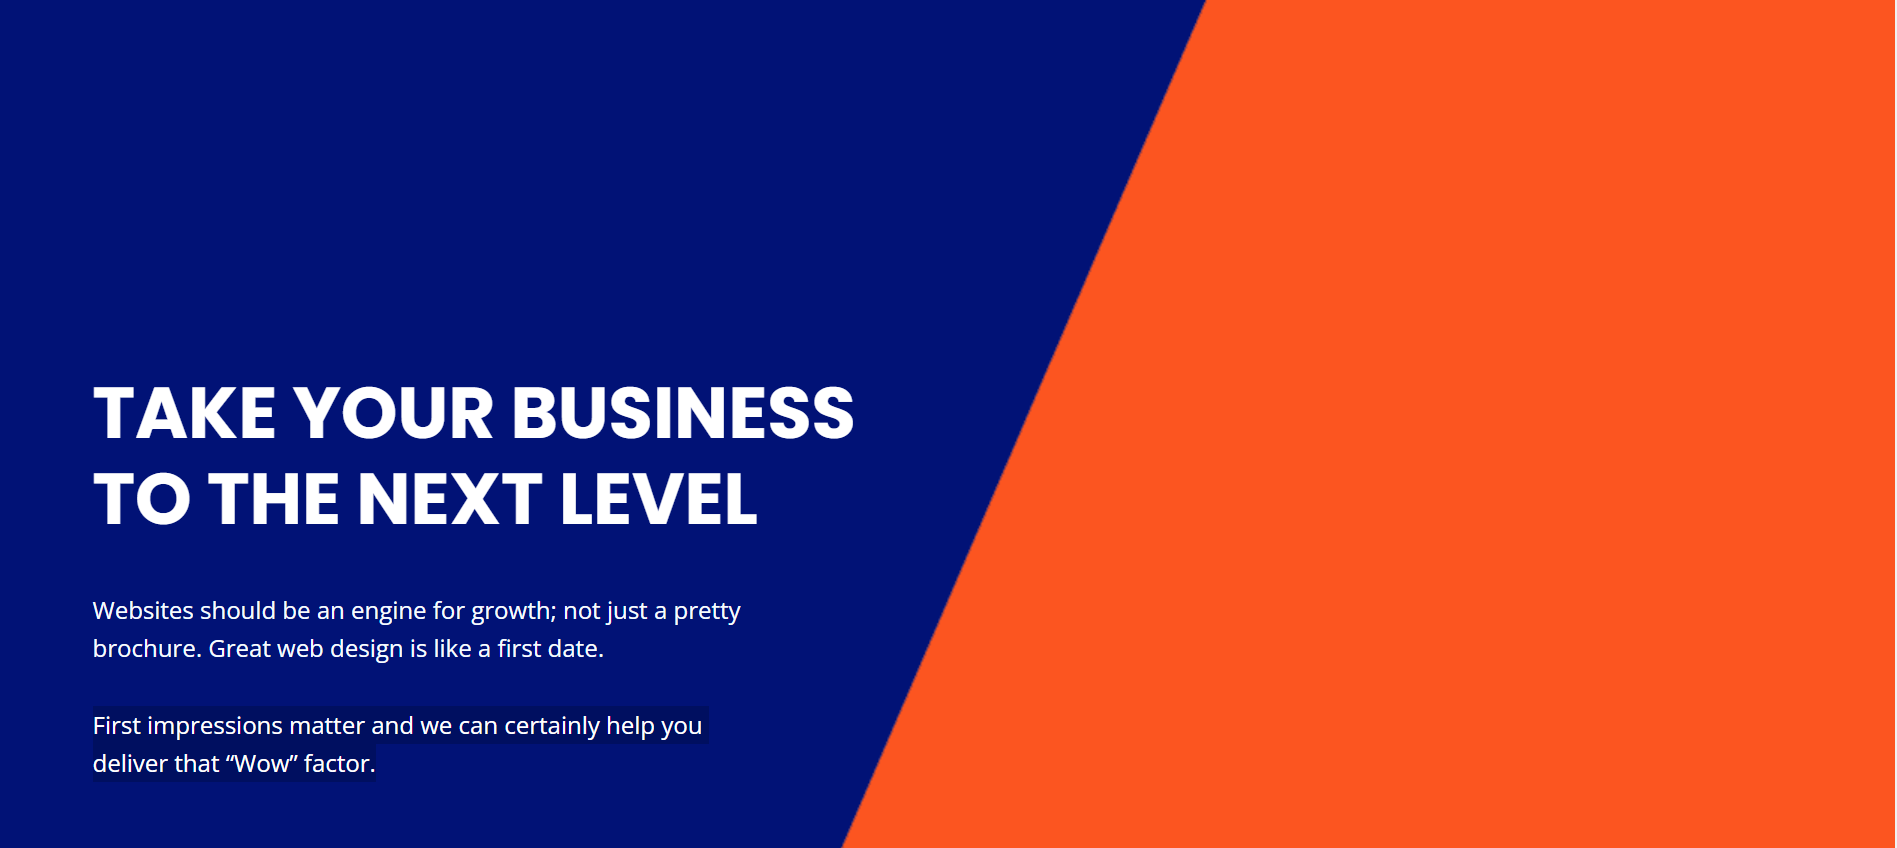 TAKE YOUR BUSINESS
TO THE NEXT LEVEL
Websites should be an engine for growth; not just a pretty
brochure. Great web design is like a first date.
First impressions matter and we can certainly help you
deliver that “Wow” factor.